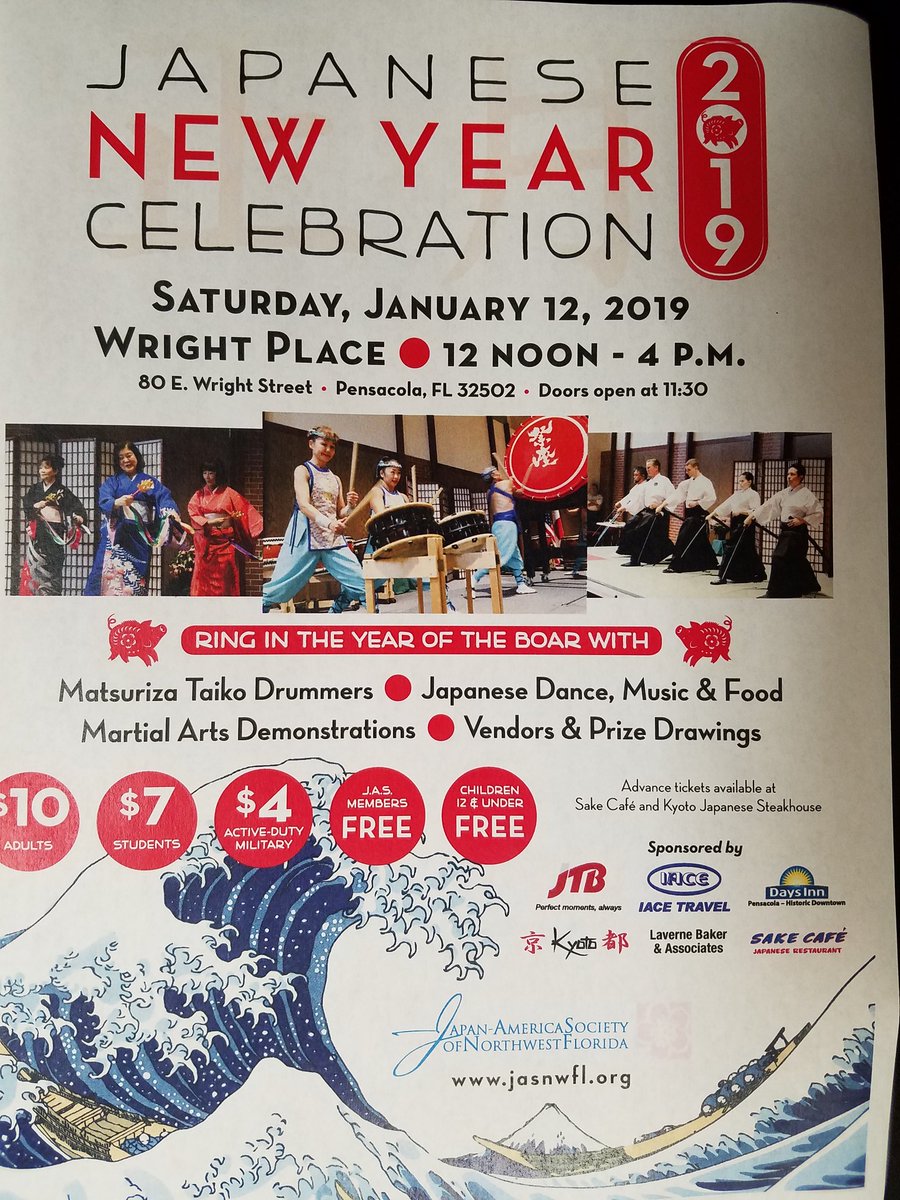 JAPANESE
NEW YEAR
CELEBRATION
2019
SATURDAY, JANUARY 12, 2019
WRIGHT PLACE ● 12 NOON - 4 P.M.
80 E. Wright Street • Pensacola, FL 32502 • Doors open at 11:30
RING IN THE YEAR OF THE BOAR WITH
Matsuriza Taiko Drummers ● Japanese Dance, Music & Food
Martial Arts Demonstrations ● Vendors & Prize Drawings
$10
ADULTS
$7
STUDENTS
$4
ACTIVE-DUTY
MILITARY
J.A.S.
MEMBERS
FREE
CHILDREN
12 & UNDER
FREE
Advance tickets available at
Sake Café and Kyoto Japanese Steakhouse
Sponsored by
JTB
Perfect moments, always
IACE
IACE TRAVEL
Days Inn
Pensacola – Historic Downtown
京 Kyoto 都
Laverne Baker
& Associates
SAKE CAFÉ
JAPANESE RESTAURANT
JAPAN-AMERICA SOCIETY
OF NORTHWEST FLORIDA
www.jasnwfl.org